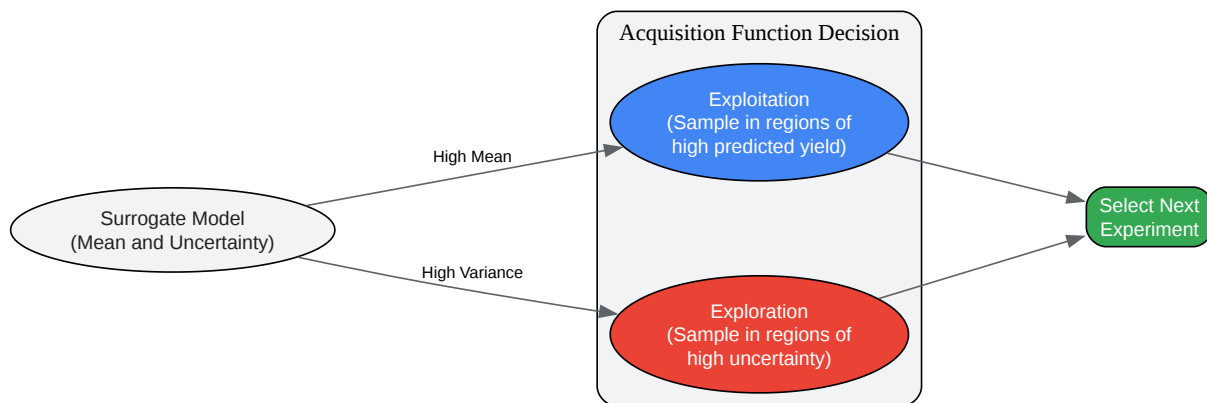 Acquisition Function Decision
Exploitation
(Sample in regions of
high predicted yield)
High Mean
Surrogate Model
(Mean and Uncertainty)
High Variance
Exploration
(Sample in regions of
high uncertainty)
Select Next
Experiment